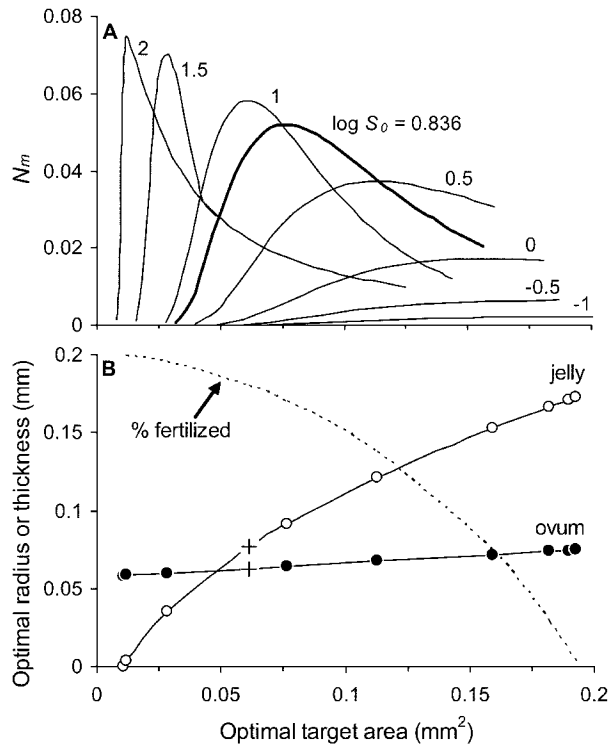 A
0.08
0.06
0.04
0.02
0
N_m
2
1.5
1
log S_0 = 0.836
0.5
0
-0.5
-1
B
0.2
0.15
0.1
0.05
0
Optimal radius or thickness (mm)
% fertilized
jelly
ovum
0
0.05
0.1
0.15
0.2
Optimal target area (mm²)